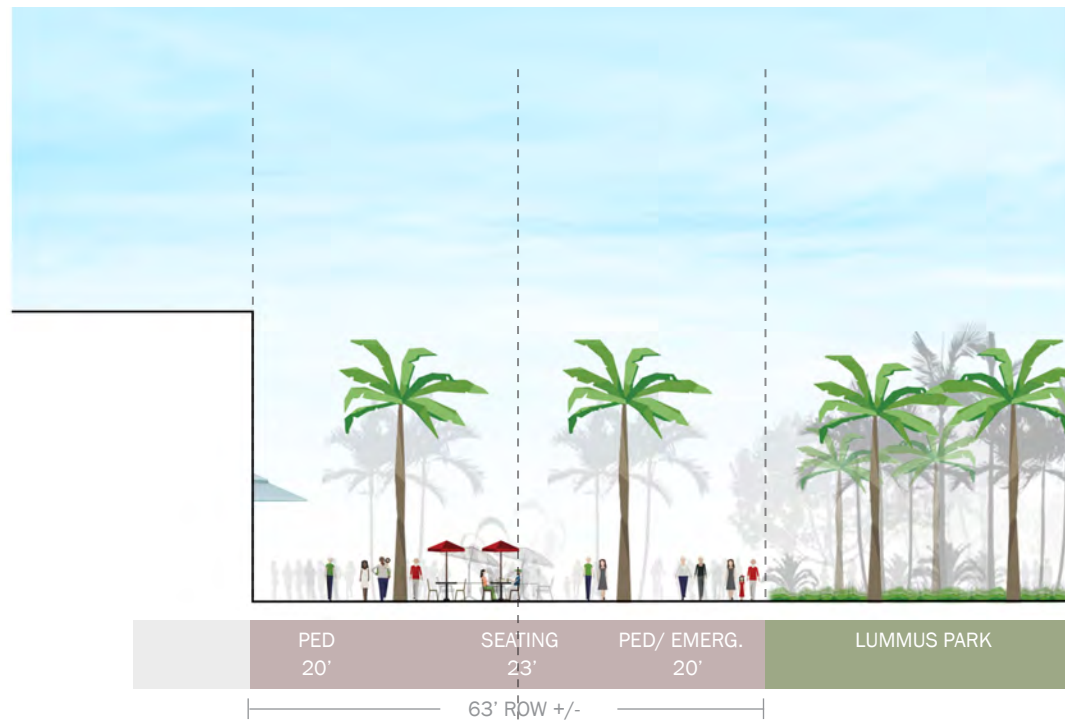 PED SEATING PED/ EMERG. LUMMUS PARK
20’ 23’ 20’
63’ ROW +/-